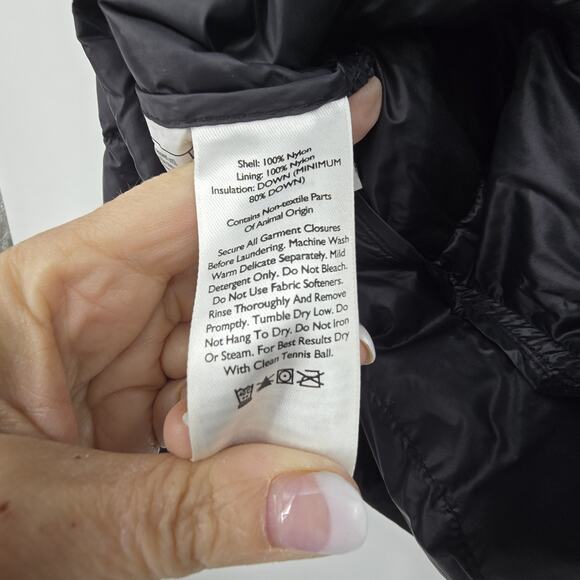 Shell: 100% Nylon
Lining: 100% Nylon
Insulation: DOWN (MINIMUM
80% DOWN)
Contains Non-textile Parts
Of Animal Origin
Secure All Garment Closures
Before Laundering. Machine Wash
Warm Delicate Separately. Mild
Detergent Only. Do Not Bleach.
Do Not Use Fabric Softeners.
Rinse Thoroughly And Remove
Promptly. Tumble Dry Low. Do
Not Hang To Dry. Do Not Iron
Or Steam. For Best Results Dry
With Clean Tennis Ball.